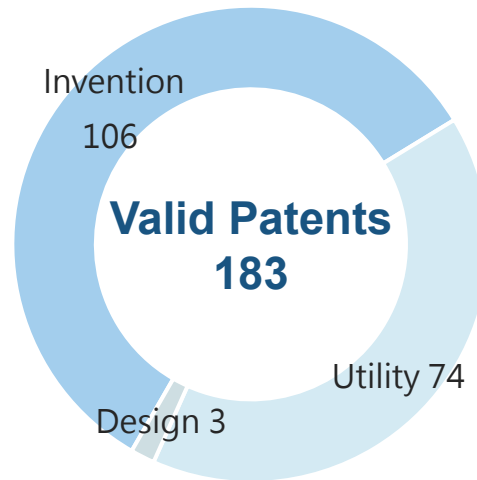 Invention
106
Valid Patents
183
Utility 74
Design 3